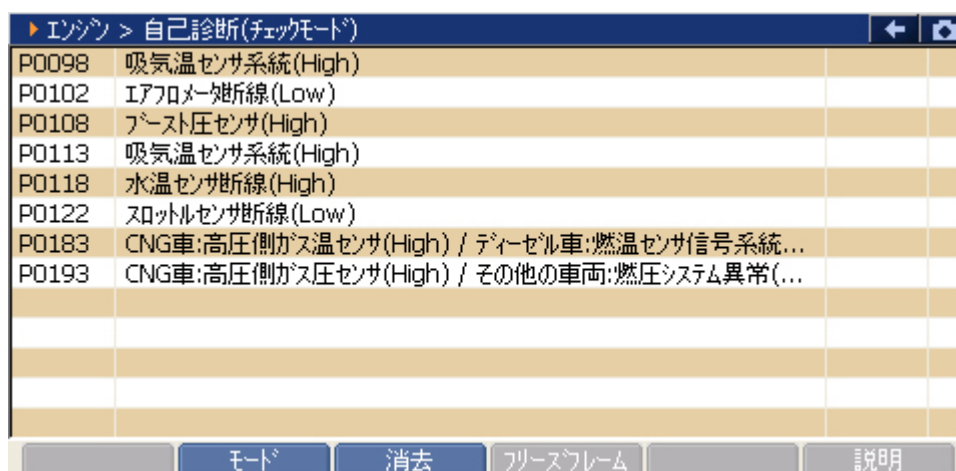 エンジン > 自己診断(チェックモード)
P0098 吸気温センサ系統(High)
P0102 エアフロメータ断線(Low)
P0108 ブースト圧センサ(High)
P0113 吸気温センサ系統(High)
P0118 水温センサ断線(High)
P0122 スロットルセンサ断線(Low)
P0183 CNG車:高圧側ガス温センサ(High) / ディーゼル車:燃温センサ信号系統...
P0193 CNG車:高圧側ガス圧センサ(High) / その他の車両:燃圧システム異常(...
モード 消去 フリーズフレーム 説明